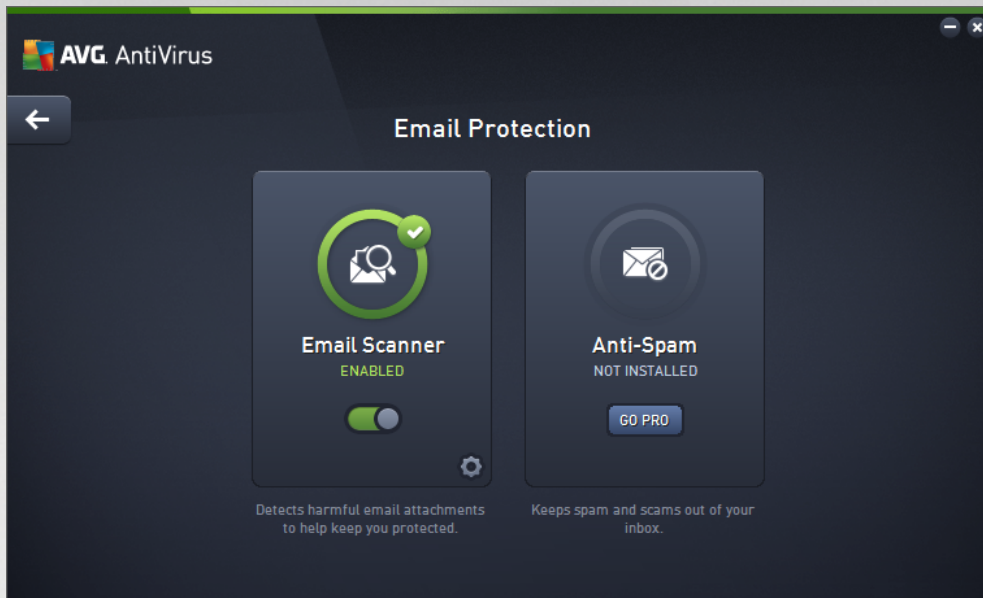 AVG. AntiVirus
Email Protection
Email Scanner
ENABLED
Detects harmful email attachments
to help keep you protected.
Anti-Spam
NOT INSTALLED
GO PRO
Keeps spam and scams out of your
inbox.